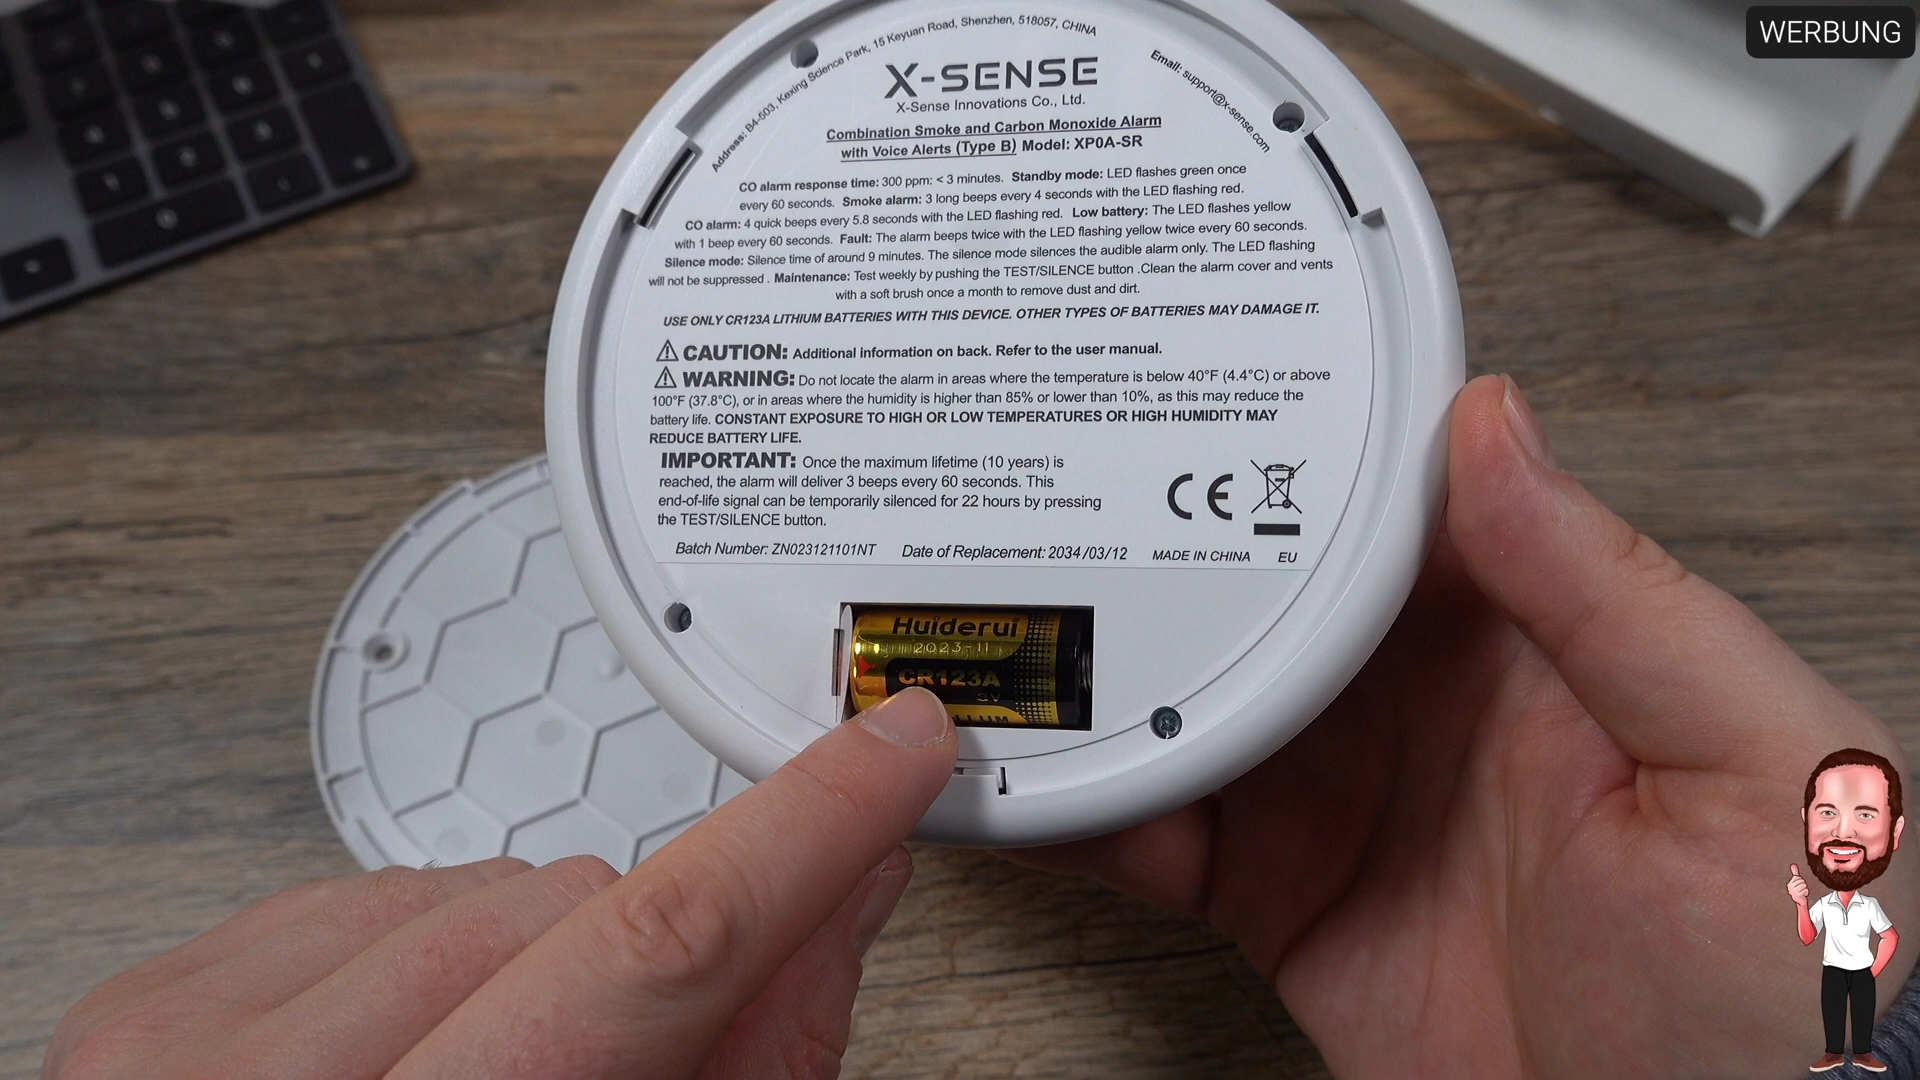 WERBUNG
Address: B4-503, Kexing Science Park, 15 Keyuan Road, Shenzhen, 518057, CHINA
Email: support@x-sense.com
X-SENSE
X-Sense Innovations Co., Ltd.
Combination Smoke and Carbon Monoxide Alarm
with Voice Alerts (Type B) Model: XP0A-SR
CO alarm response time: 300 ppm: < 3 minutes. Standby mode: LED flashes green once
every 60 seconds. Smoke alarm: 3 long beeps every 4 seconds with the LED flashing red.
CO alarm: 4 quick beeps every 5.8 seconds with the LED flashing red. Low battery: The LED flashes yellow
with 1 beep every 60 seconds. Fault: The alarm beeps twice with the LED flashing yellow twice every 60 seconds.
Silence mode: Silence time of around 9 minutes. The silence mode silences the audible alarm only. The LED flashing
will not be suppressed . Maintenance: Test weekly by pushing the TEST/SILENCE button .Clean the alarm cover and vents
with a soft brush once a month to remove dust and dirt.
USE ONLY CR123A LITHIUM BATTERIES WITH THIS DEVICE. OTHER TYPES OF BATTERIES MAY DAMAGE IT.
CAUTION: Additional information on back. Refer to the user manual.
WARNING: Do not locate the alarm in areas where the temperature is below 40°F (4.4°C) or above
100°F (37.8°C), or in areas where the humidity is higher than 85% or lower than 10%, as this may reduce the
battery life. CONSTANT EXPOSURE TO HIGH OR LOW TEMPERATURES OR HIGH HUMIDITY MAY
REDUCE BATTERY LIFE.
IMPORTANT: Once the maximum lifetime (10 years) is
reached, the alarm will deliver 3 beeps every 60 seconds. This
end-of-life signal can be temporarily silenced for 22 hours by pressing
the TEST/SILENCE button.
CE
Batch Number: ZN023121101NT Date of Replacement: 2034/03/12 MADE IN CHINA EU
Huiderui
2023-11
CR123A
3V